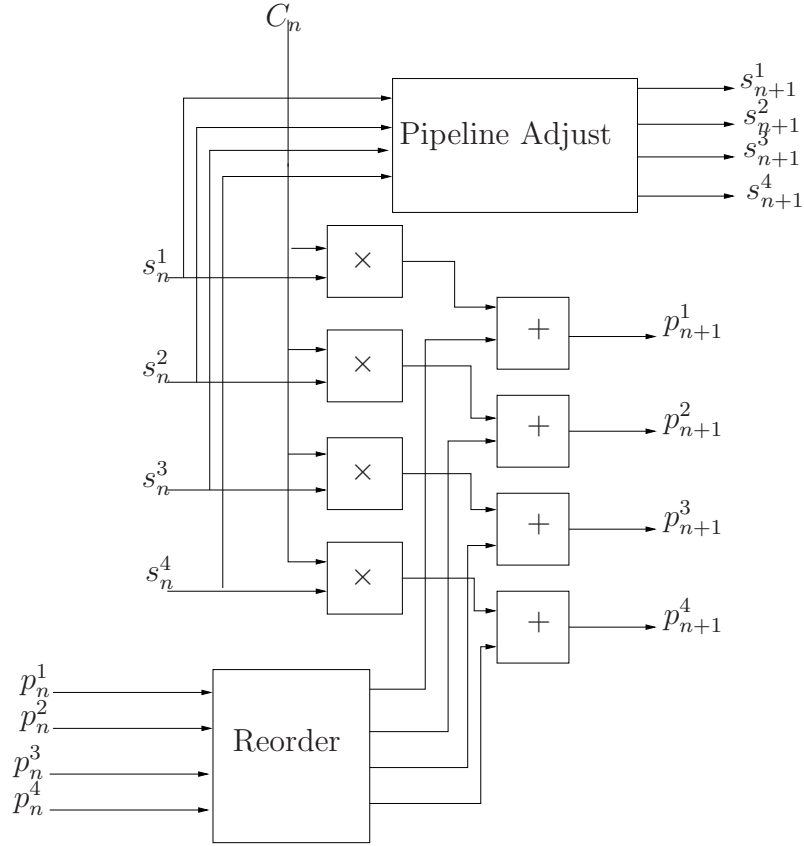 C_n
s^1_{n+1}
s^2_{n+1}
Pipeline Adjust
s^3_{n+1}
s^4_{n+1}
s^1_n
×
+
p^1_{n+1}
s^2_n
×
+
p^2_{n+1}
s^3_n
×
+
p^3_{n+1}
s^4_n
×
+
p^4_{n+1}
p^1_n
p^2_n
Reorder
p^3_n
p^4_n